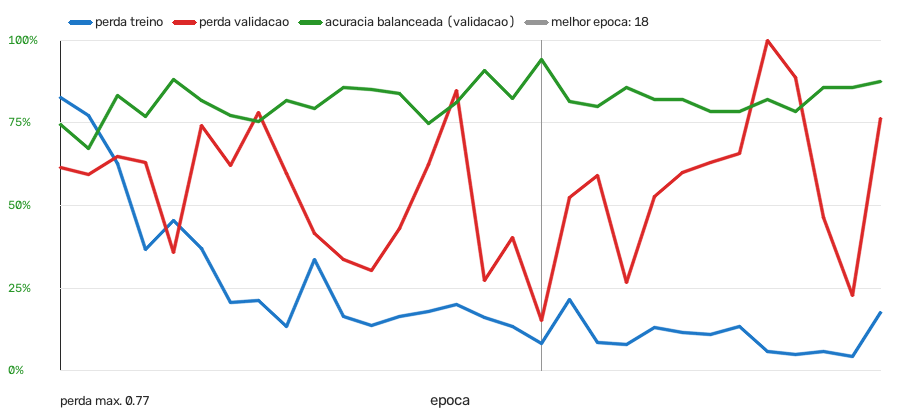 perda treino perda validacao acuracia balanceada (validacao) melhor epoca: 18
100%
75%
50%
25%
0%
perda max. 0.77 epoca